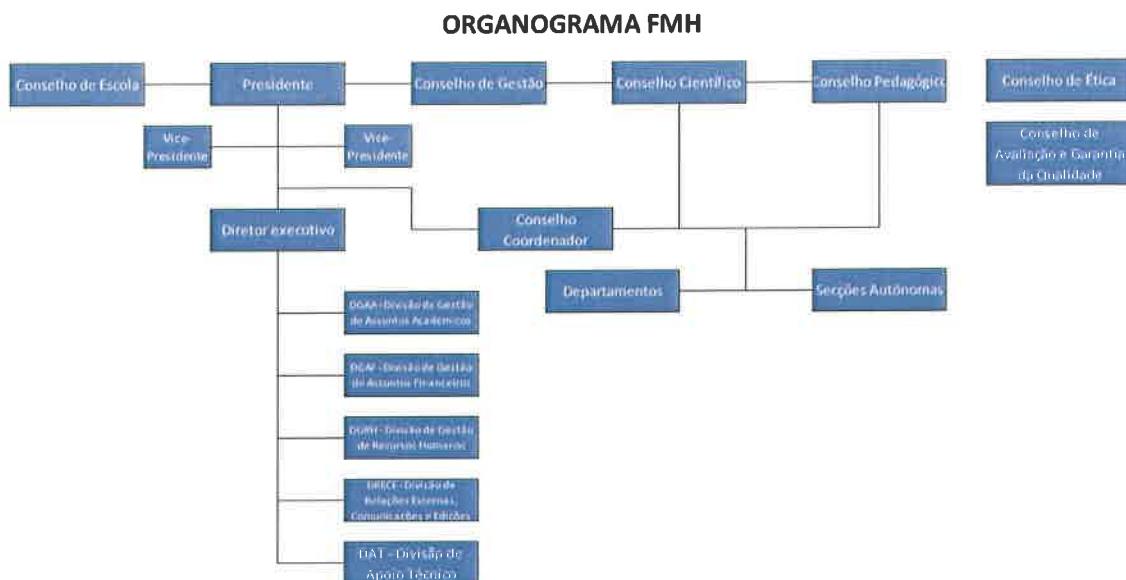 ORGANOGRAMA FMH
Conselho de Escola
Presidente
Conselho de Gestão
Conselho Científico
Conselho Pedagógico
Conselho de Ética
Vice-
Presidente
Vice-
Presidente
Conselho de
Avaliação e Garantia
da Qualidade
Diretor executivo
Conselho
Coordenador
Departamentos
Secções Autónomas
DGAA - Divisão de Gestão
de Assuntos Académicos
DGAF - Divisão de Gestão
de Assuntos Financeiros
DGRH - Divisão de Gestão
de Recursos Humanos
Divisão de
Relações Externas,
Comunicações e Edições
DAT - Divisão de
Apoio Técnico